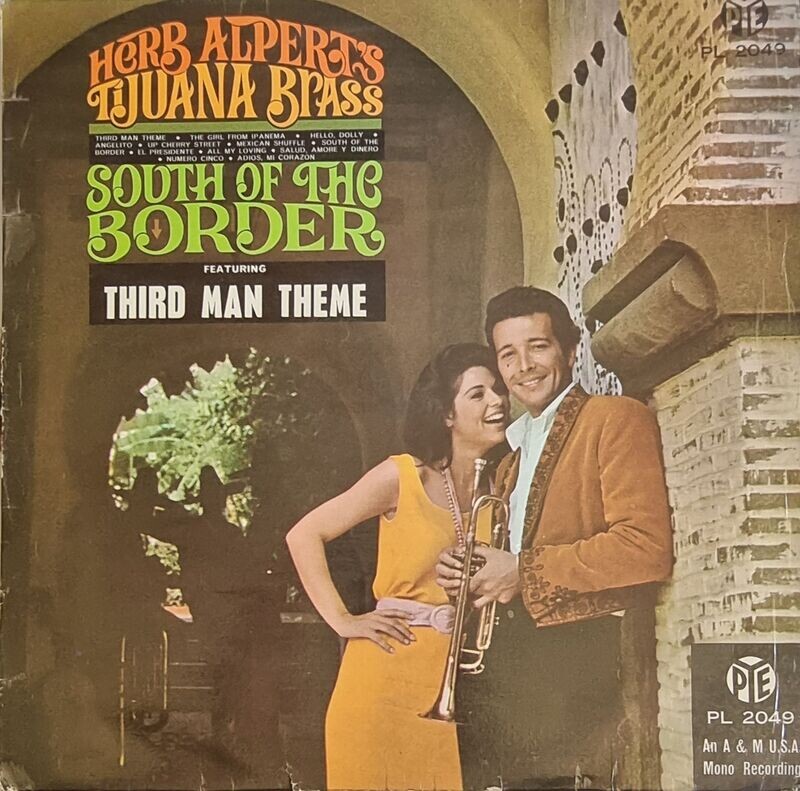 HERB ALPERT'S
TIJUANA BRASS
THIRD MAN THEME • THE GIRL FROM IPANEMA • HELLO, DOLLY •
ANGELITO • UP CHERRY STREET • MEXICAN SHUFFLE • SOUTH OF THE
BORDER • EL PRESIDENTE • ALL MY LOVING • SALUD, AMORE Y DINERO
• NUMERO CINCO • ADIOS, MI CORAZON
SOUTH OF THE
BORDER
FEATURING
THIRD MAN THEME
PYE
PL 2049
PYE
PL 2049
An A & M U.S.A.
Mono Recording